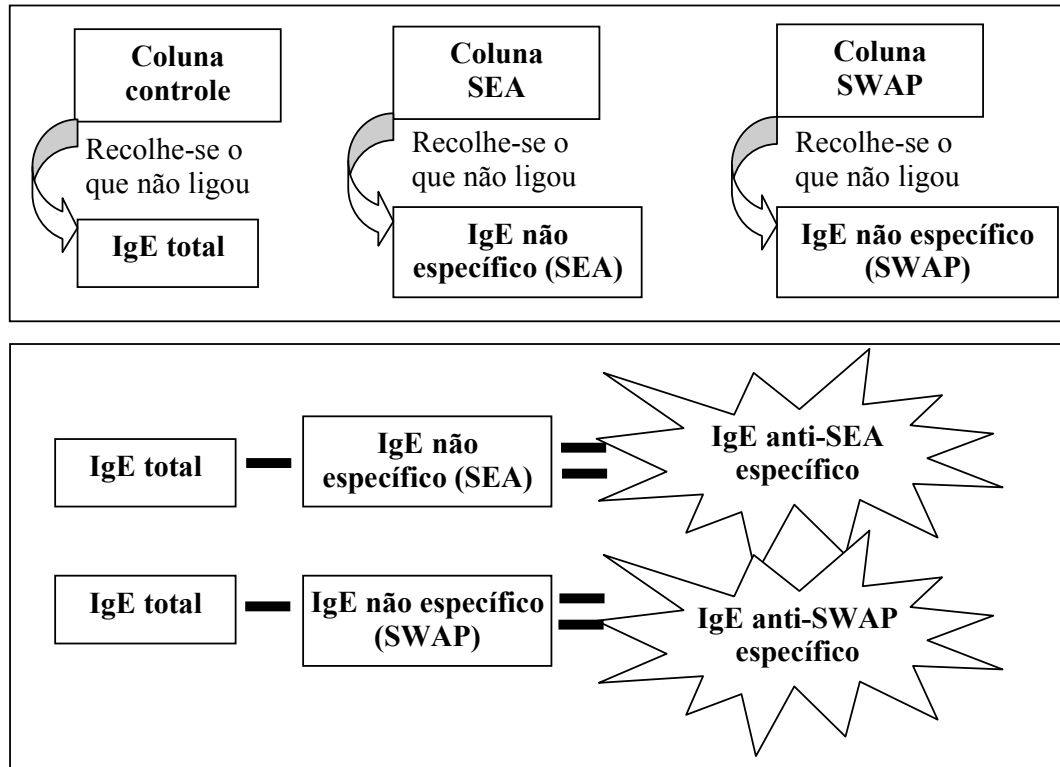 Coluna
controle
Recolhe-se o
que não ligou
IgE total
Coluna
SEA
Recolhe-se o
que não ligou
IgE não
específico (SEA)
Coluna
SWAP
Recolhe-se o
que não ligou
IgE não específico
(SWAP)
IgE total
IgE não
específico (SEA)
IgE anti-SEA
específico
IgE total
IgE não específico
(SWAP)
IgE anti-SWAP
específico